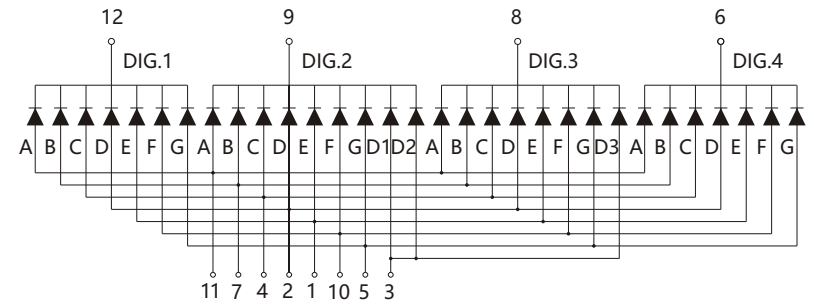 12 9 8 6
DIG.1 DIG.2 DIG.3 DIG.4
A B C D E F G A B C D E F G D1 D2 A B C D E F G D3 A B C D E F G
11 7 4 2 1 10 5 3